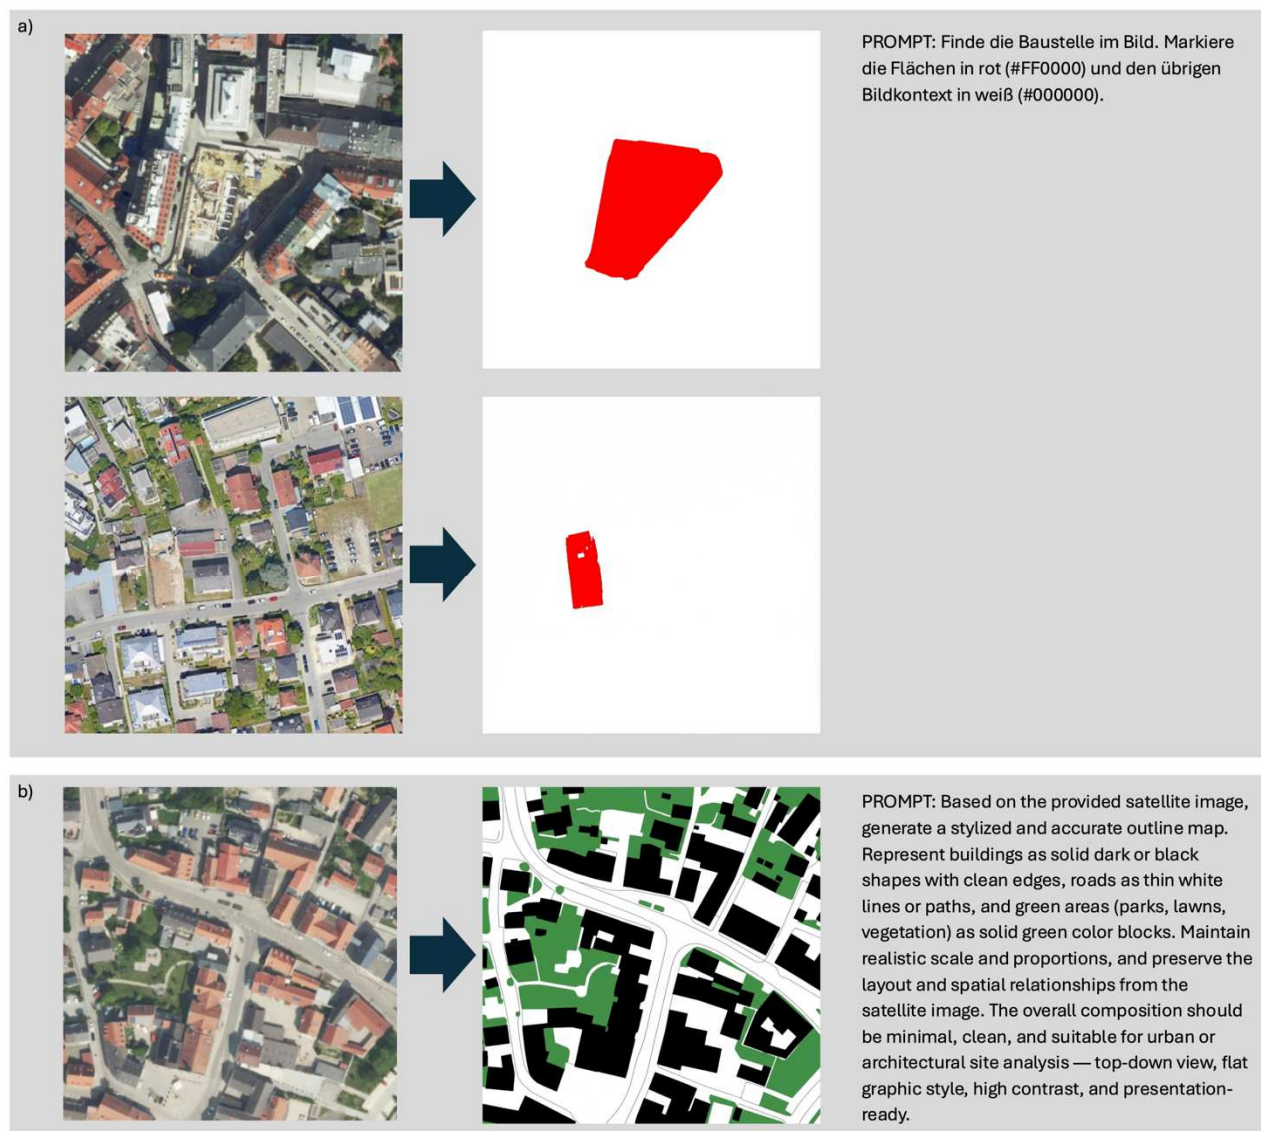 a)
PROMPT: Finde die Baustelle im Bild. Markiere
die Flächen in rot (#FF0000) und den übrigen
Bildkontext in weiß (#000000).
b)
PROMPT: Based on the provided satellite image,
generate a stylized and accurate outline map.
Represent buildings as solid dark or black
shapes with clean edges, roads as thin white
lines or paths, and green areas (parks, lawns,
vegetation) as solid green color blocks. Maintain
realistic scale and proportions, and preserve the
layout and spatial relationships from the
satellite image. The overall composition should
be minimal, clean, and suitable for urban or
architectural site analysis — top-down view, flat
graphic style, high contrast, and presentation-
ready.